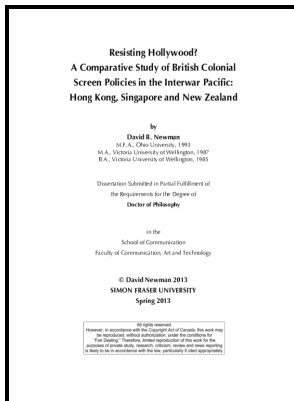 Resisting Hollywood?
A Comparative Study of British Colonial
Screen Policies in the Interwar Pacific:
Hong Kong, Singapore and New Zealand
by
David B. Newman
M.F.A., Ohio University, 1993
M.A., Victoria University of Wellington, 1987
B.A., Victoria University of Wellington, 1985
Dissertation Submitted in Partial Fulfillment of
the Requirements for the Degree of
Doctor of Philosophy
in the
School of Communication
Faculty of Communication, Art and Technology
© David Newman 2013
SIMON FRASER UNIVERSITY
Spring 2013
All rights reserved.
However, in accordance with the Copyright Act of Canada, this work may
be reproduced, without authorization, under the conditions for
"Fair Dealing." Therefore, limited reproduction of this work for the
purposes of private study, research, criticism, review and news reporting
is likely to be in accordance with the law, particularly if cited appropriately.